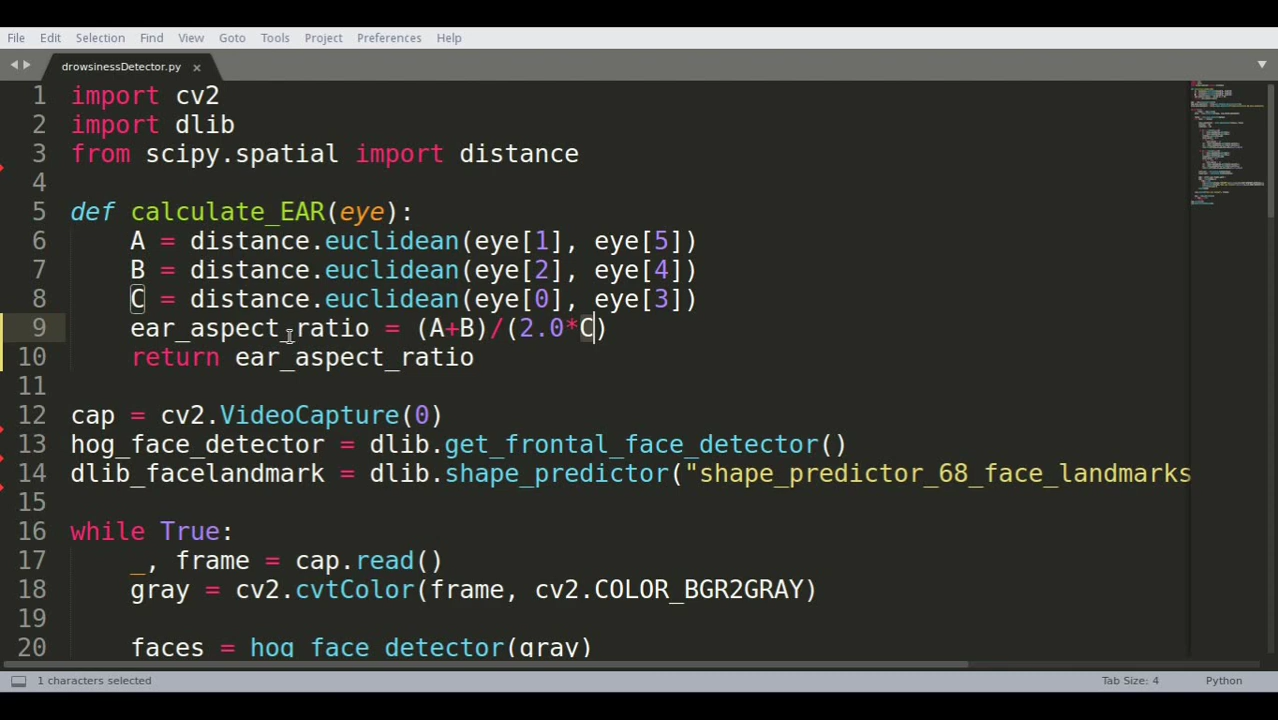 File Edit Selection Find View Goto Tools Project Preferences Help
drowsinessDetector.py ×
1 import cv2
2 import dlib
3 from scipy.spatial import distance
4
5 def calculate_EAR(eye):
6     A = distance.euclidean(eye[1], eye[5])
7     B = distance.euclidean(eye[2], eye[4])
8     C = distance.euclidean(eye[0], eye[3])
9     ear_aspect_ratio = (A+B)/(2.0*C)
10     return ear_aspect_ratio
11
12 cap = cv2.VideoCapture(0)
13 hog_face_detector = dlib.get_frontal_face_detector()
14 dlib_facelandmark = dlib.shape_predictor("shape_predictor_68_face_landmarks
15
16 while True:
17     _, frame = cap.read()
18     gray = cv2.cvtColor(frame, cv2.COLOR_BGR2GRAY)
19
20     faces = hog_face_detector(gray)
1 characters selected Tab Size: 4 Python